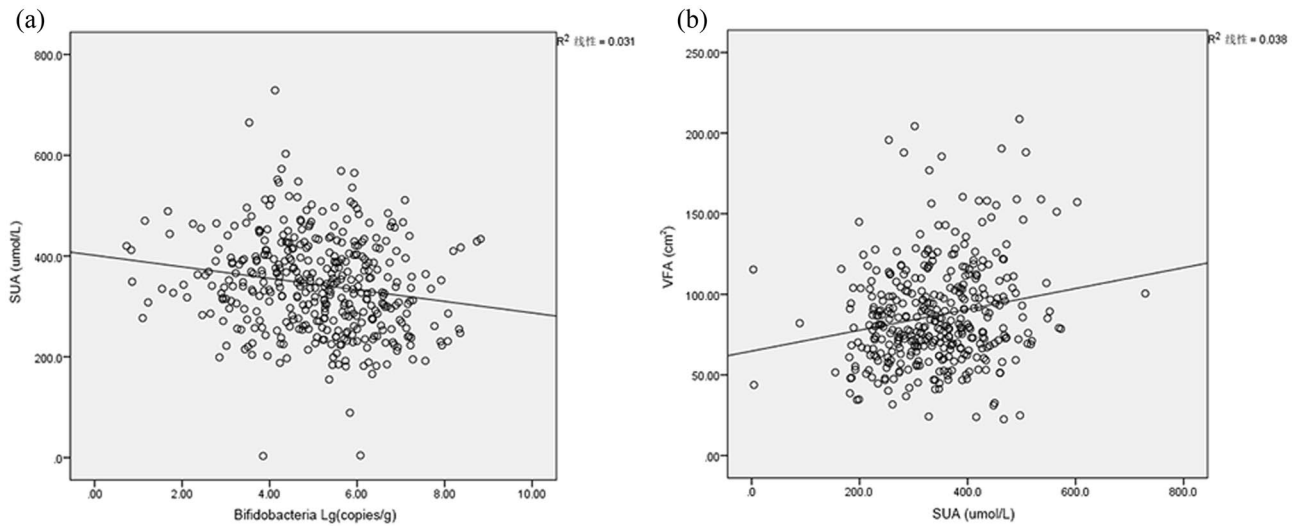 (a)
R² 线性 = 0.031
800.0
600.0
400.0
200.0
.0
SUA (umol/L)
.00 2.00 4.00 6.00 8.00 10.00
Bifidobacteria Lg(copies/g)
(b)
R² 线性 = 0.038
250.00
200.00
150.00
100.00
50.00
.00
VFA (cm²)
.0 200.0 400.0 600.0 800.0
SUA (umol/L)